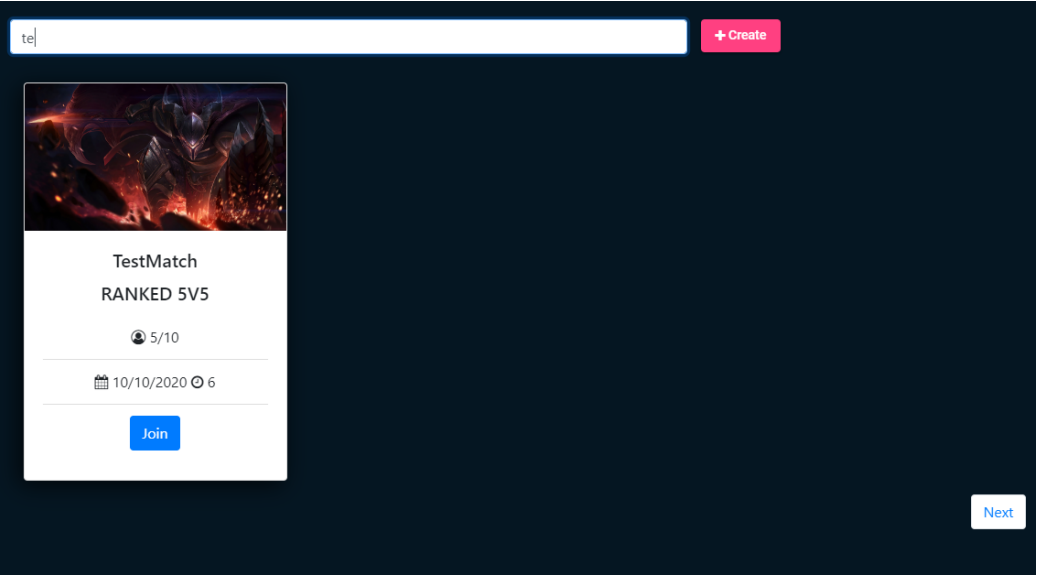 te
+ Create
TestMatch
RANKED 5V5
5/10
10/10/2020 6
Join
Next